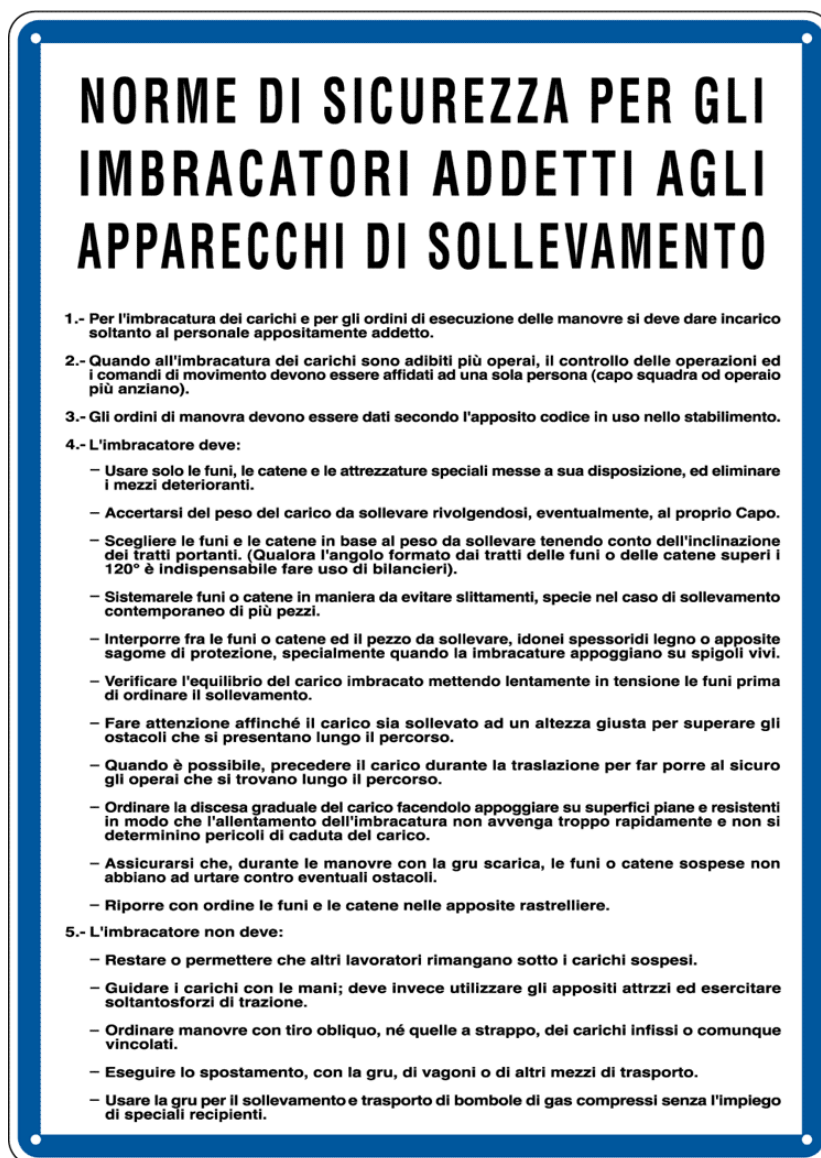 NORME DI SICUREZZA PER GLI
IMBRACATORI ADDETTI AGLI
APPARECCHI DI SOLLEVAMENTO
1.- Per l'imbracatura dei carichi e per gli ordini di esecuzione delle manovre si deve dare incarico
soltanto al personale appositamente addetto.
2.- Quando all'imbracatura dei carichi sono adibiti più operai, il controllo delle operazioni ed
i comandi di movimento devono essere affidati ad una sola persona (capo squadra od operaio
più anziano).
3.- Gli ordini di manovra devono essere dati secondo l'apposito codice in uso nello stabilimento.
4.- L'imbracatore deve:
– Usare solo le funi, le catene e le attrezzature speciali messe a sua disposizione, ed eliminare
i mezzi deterioranti.
– Accertarsi del peso del carico da sollevare rivolgendosi, eventualmente, al proprio Capo.
– Scegliere le funi e le catene in base al peso da sollevare tenendo conto dell'inclinazione
dei tratti portanti. (Qualora l'angolo formato dai tratti delle funi o delle catene superi i
120° è indispensabile fare uso di bilancieri).
– Sistemarele funi o catene in maniera da evitare slittamenti, specie nel caso di sollevamento
contemporaneo di più pezzi.
– Interporre fra le funi o catene ed il pezzo da sollevare, idonei spessoridi legno o apposite
sagome di protezione, specialmente quando la imbracature appoggiano su spigoli vivi.
– Verificare l'equilibrio del carico imbracato mettendo lentamente in tensione le funi prima
di ordinare il sollevamento.
– Fare attenzione affinché il carico sia sollevato ad un altezza giusta per superare gli
ostacoli che si presentano lungo il percorso.
– Quando è possibile, precedere il carico durante la traslazione per far porre al sicuro
gli operai che si trovano lungo il percorso.
– Ordinare la discesa graduale del carico facendolo appoggiare su superfici piane e resistenti
in modo che l'allentamento dell'imbracatura non avvenga troppo rapidamente e non si
determinino pericoli di caduta del carico.
– Assicurarsi che, durante le manovre con la gru scarica, le funi o catene sospese non
abbiano ad urtare contro eventuali ostacoli.
– Riporre con ordine le funi e le catene nelle apposite rastrelliere.
5.- L'imbracatore non deve:
– Restare o permettere che altri lavoratori rimangano sotto i carichi sospesi.
– Guidare i carichi con le mani; deve invece utilizzare gli appositi attrzzi ed esercitare
soltantosforzi di trazione.
– Ordinare manovre con tiro obliquo, né quelle a strappo, dei carichi infissi o comunque
vincolati.
– Eseguire lo spostamento, con la gru, di vagoni o di altri mezzi di trasporto.
– Usare la gru per il sollevamento e trasporto di bombole di gas compressi senza l'impiego
di speciali recipienti.